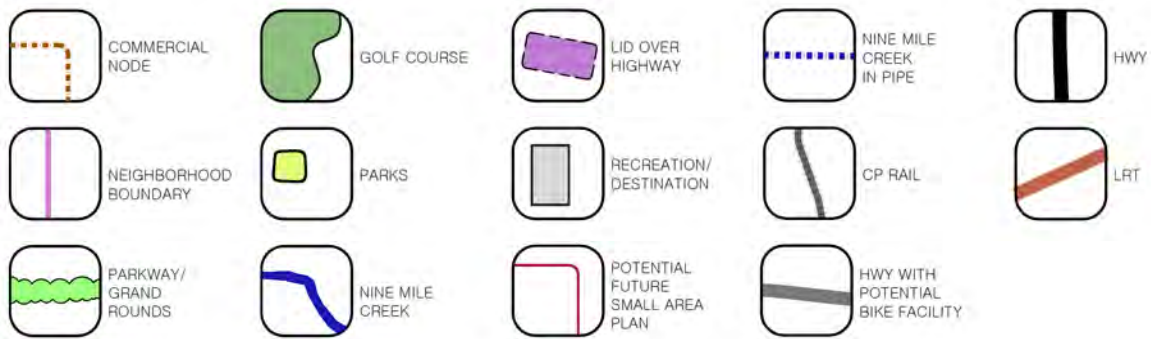 COMMERCIAL
NODE
GOLF COURSE
LID OVER
HIGHWAY
NINE MILE
CREEK
IN PIPE
HWY
NEIGHBORHOOD
BOUNDARY
PARKS
RECREATION/
DESTINATION
CP RAIL
LRT
PARKWAY/
GRAND
ROUNDS
NINE MILE
CREEK
POTENTIAL
FUTURE
SMALL AREA
PLAN
HWY WITH
POTENTIAL
BIKE FACILITY